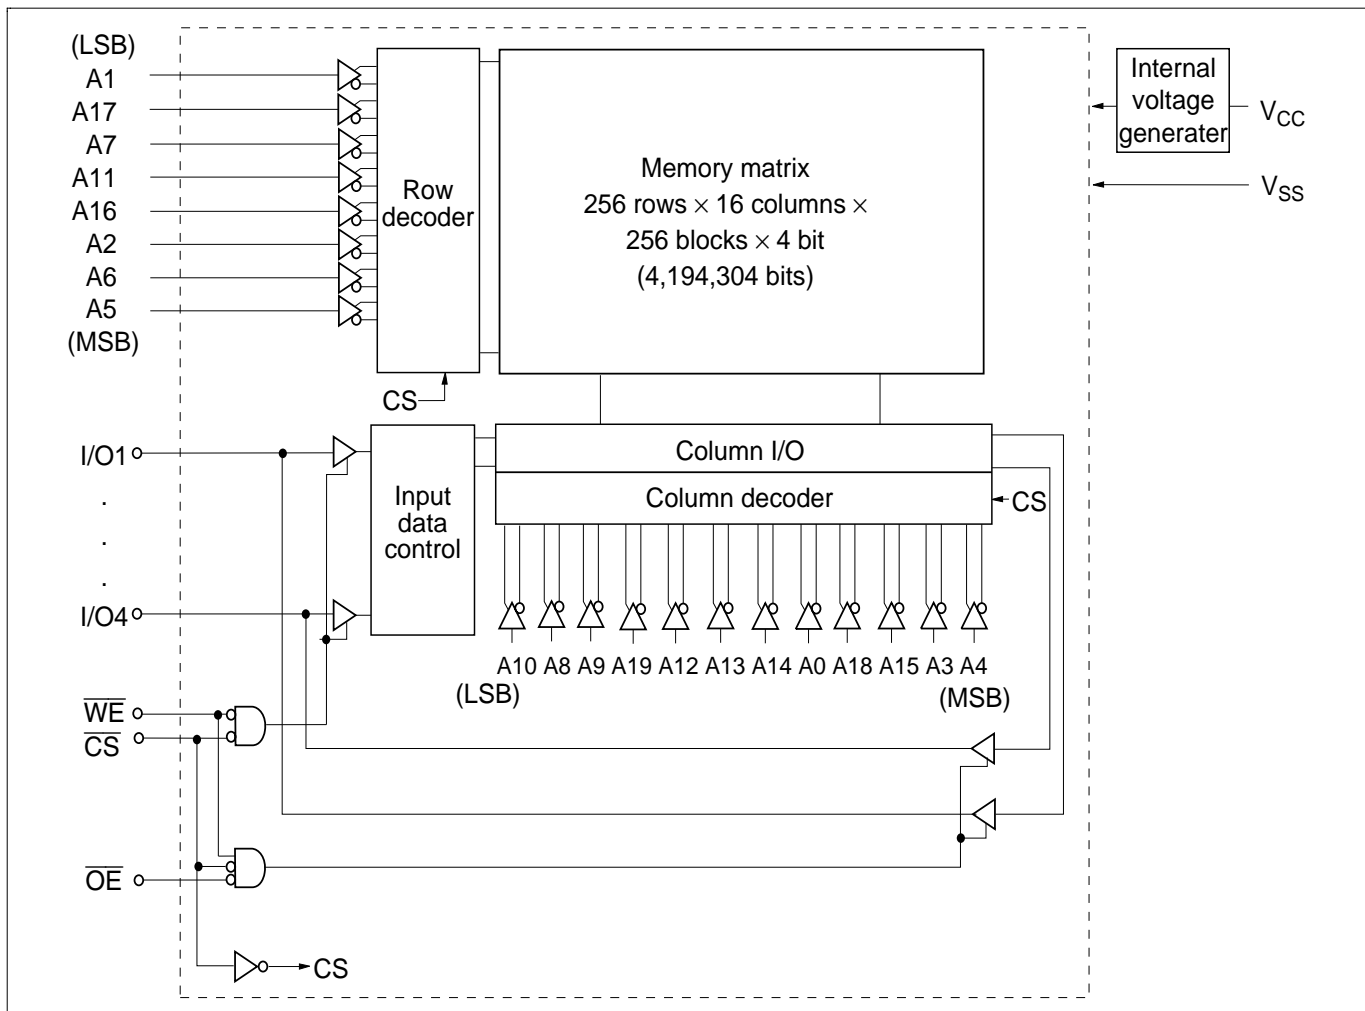 (LSB)
A1
A17
A7
A11
A16
A2
A6
A5
(MSB)
Row
decoder
CS
Memory matrix
256 rows × 16 columns ×
256 blocks × 4 bit
(4,194,304 bits)
Internal
voltage
generater
VCC
VSS
I/O1
.
.
.
I/O4
Input
data
control
Column I/O
Column decoder
CS
A10 A8 A9 A19 A12 A13 A14 A0 A18 A15 A3 A4
(LSB) (MSB)
WE
CS
OE
CS